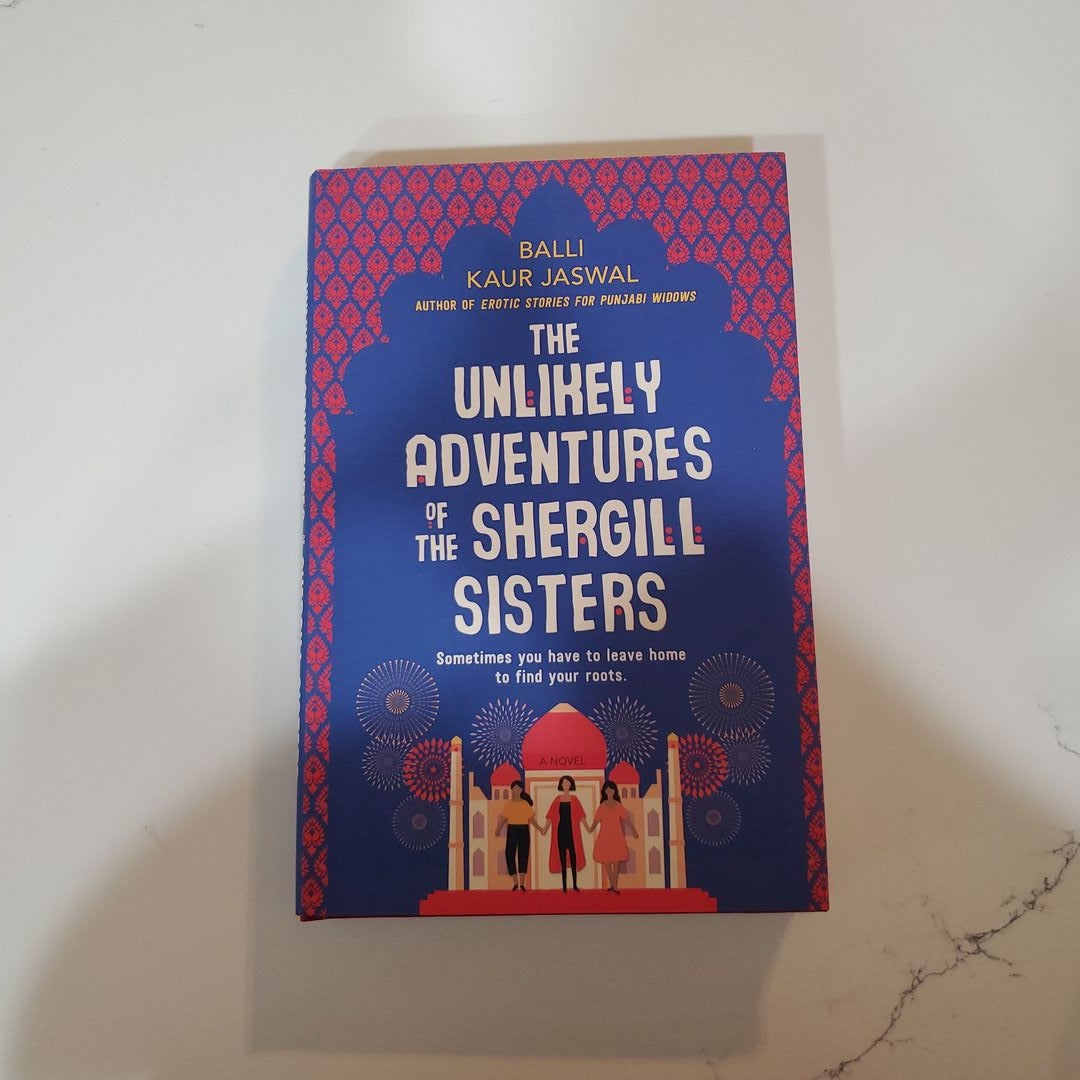 BALLI
KAUR JASWAL
AUTHOR OF EROTIC STORIES FOR PUNJABI WIDOWS
THE
UNLIKELY
ADVENTURES
OF
THE SHERGILL
SISTERS
Sometimes you have to leave home
to find your roots.
A NOVEL